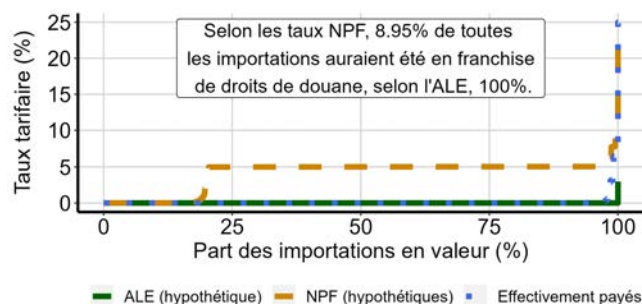 Selon les taux NPF, 8.95% de toutes
les importations auraient été en franchise
de droits de douane, selon l'ALE, 100%.
Taux tarifaire (%)
25
20
15
10
5
0
0
25
50
75
100
Part des importations en valeur (%)
ALE (hypothétique)
NPF (hypothétiques)
Effectivement payés